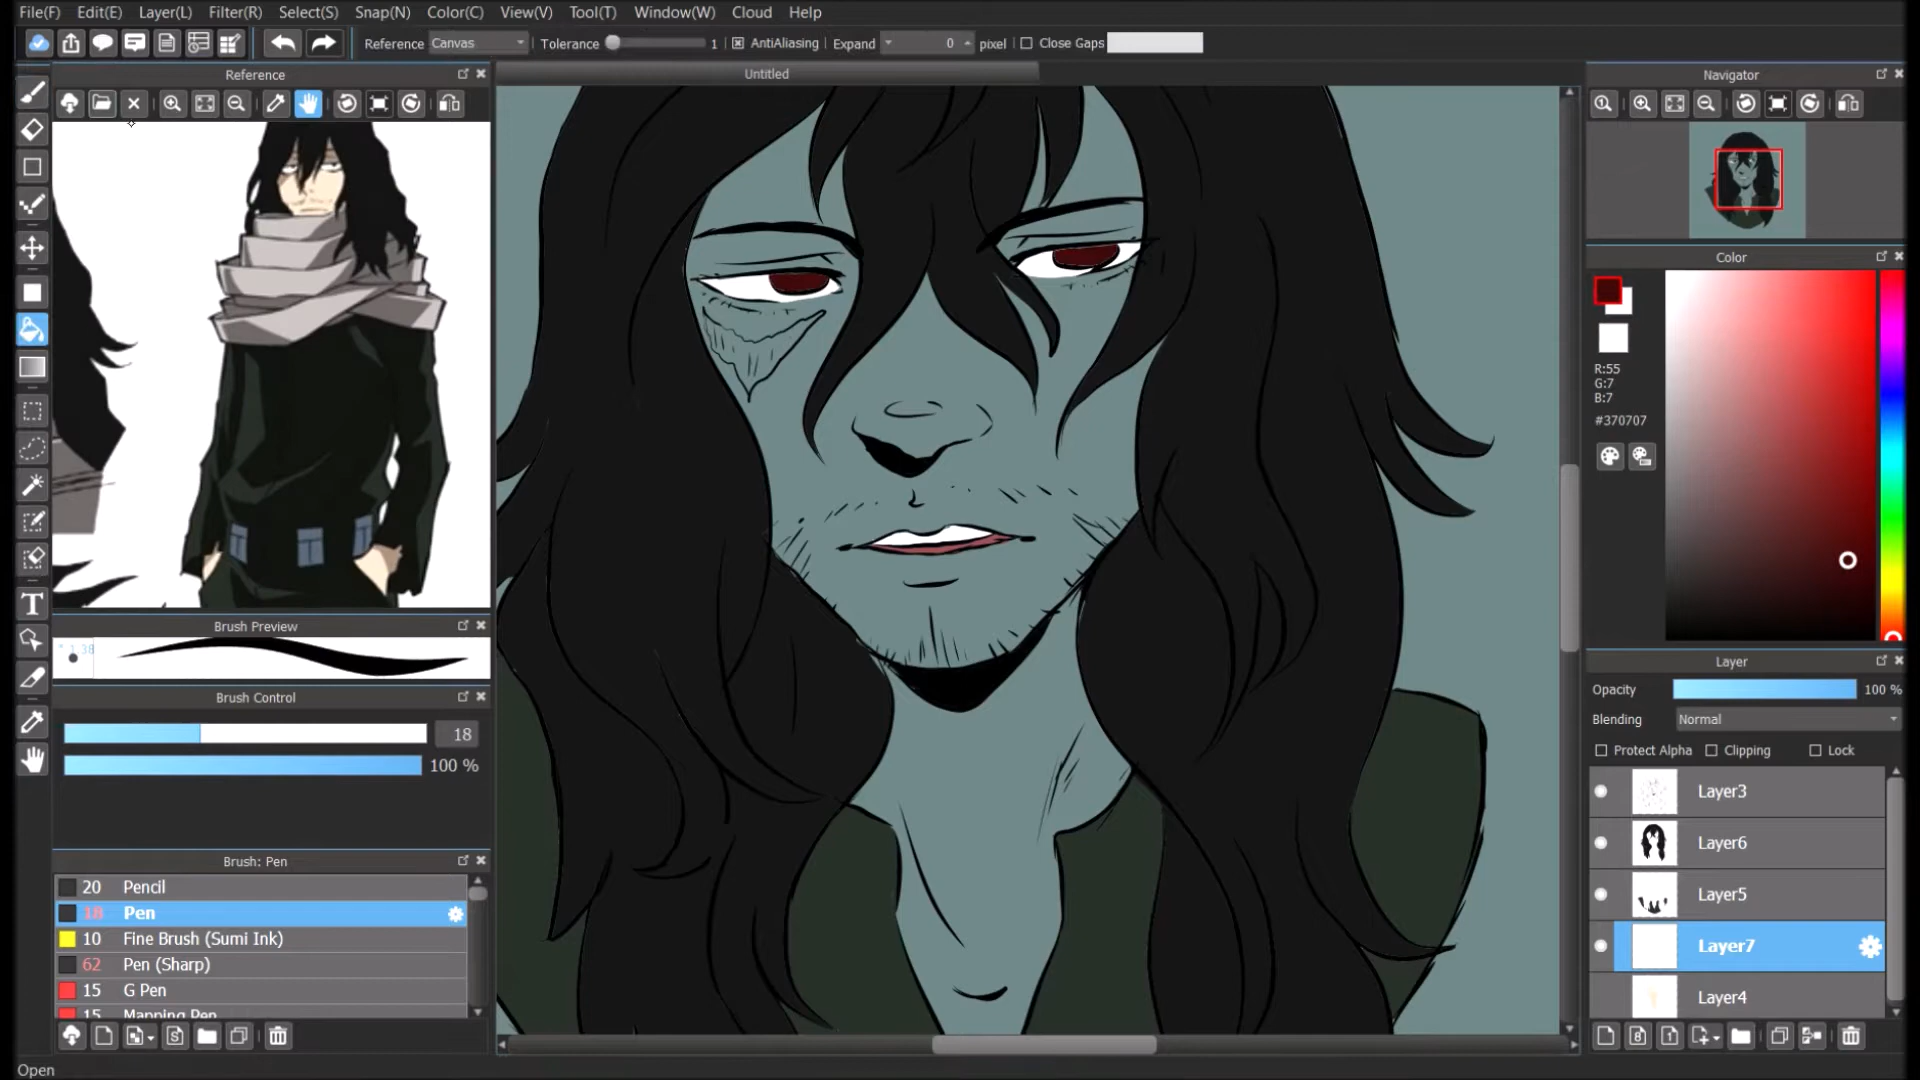 File(F) Edit(E) Layer(L) Filter(R) Select(S) Snap(N) Color(C) View(V) Tool(T) Window(W) Cloud Help
Reference Canvas Tolerance 1 AntiAliasing Expand 0 pixel Close Gaps
Reference
Untitled
Navigator
Color
R:55
G:7
B:7
#370707
Brush Preview
Brush Control
18
100 %
Brush: Pen
20 Pencil
18 Pen
10 Fine Brush (Sumi Ink)
62 Pen (Sharp)
15 G Pen
15 Mapping Pen
Layer
Opacity 100 %
Blending Normal
Protect Alpha Clipping Lock
Layer3
Layer6
Layer5
Layer7
Layer4
Open